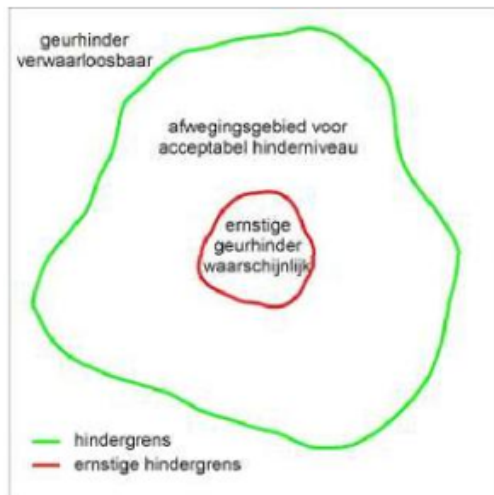 geurhinder
verwaarloosbaar
afwegingsgebied voor
acceptabel hinderniveau
ernstige
geurhinder
waarschijnlijk
hindergrens
ernstige hindergrens